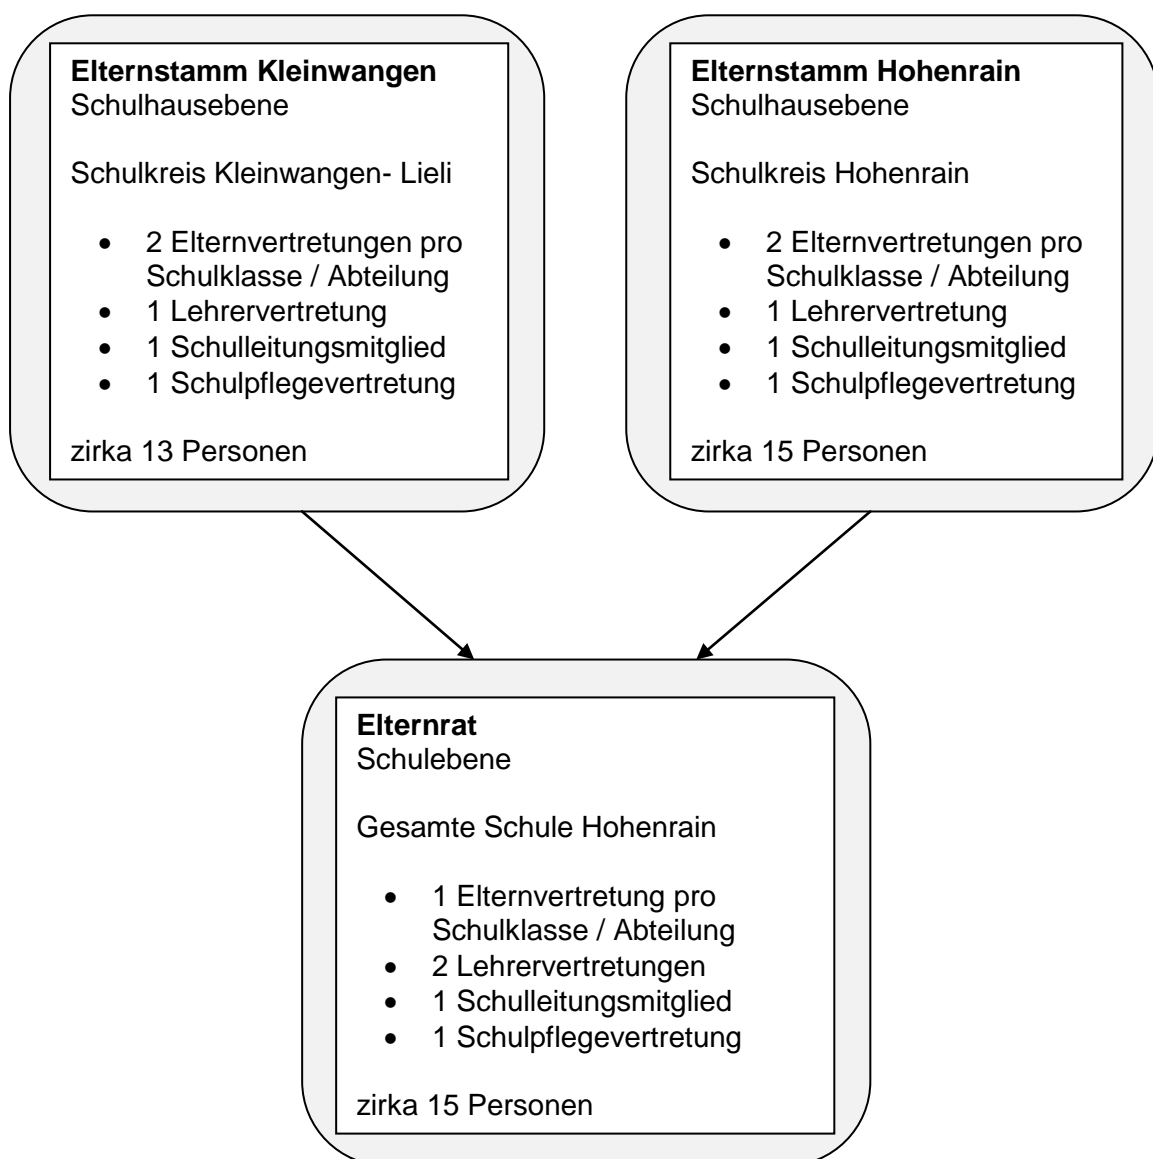 Elternstamm Kleinwangen
Schulhausebene
Schulkreis Kleinwangen- Lieli
• 2 Elternvertretungen pro
Schulklasse / Abteilung
• 1 Lehrervertretung
• 1 Schulleitungsmitglied
• 1 Schulpflegevertretung
zirka 13 Personen
Elternstamm Hohenrain
Schulhausebene
Schulkreis Hohenrain
• 2 Elternvertretungen pro
Schulklasse / Abteilung
• 1 Lehrervertretung
• 1 Schulleitungsmitglied
• 1 Schulpflegevertretung
zirka 15 Personen
Elternrat
Schulebene
Gesamte Schule Hohenrain
• 1 Elternvertretung pro
Schulklasse / Abteilung
• 2 Lehrervertretungen
• 1 Schulleitungsmitglied
• 1 Schulpflegevertretung
zirka 15 Personen